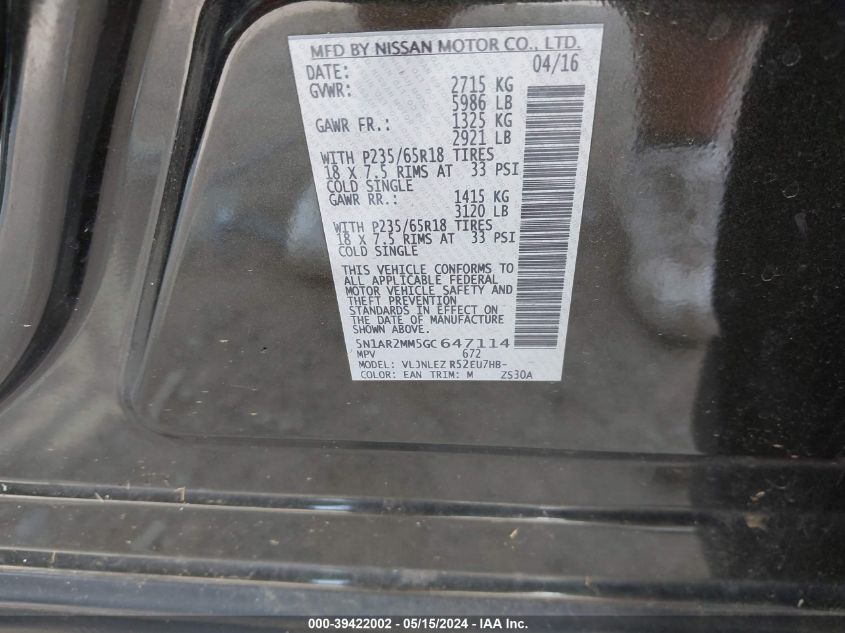 MFD BY NISSAN MOTOR CO., LTD.
DATE: 04/16
GVWR: 2715 KG
5986 LB
GAWR FR.: 1325 KG
2921 LB
WITH P235/65R18 TIRES
18 X 7.5 RIMS AT 33 PSI
COLD SINGLE
GAWR RR.: 1415 KG
3120 LB
WITH P235/65R18 TIRES
18 X 7.5 RIMS AT 33 PSI
COLD SINGLE
THIS VEHICLE CONFORMS TO
ALL APPLICABLE FEDERAL
MOTOR VEHICLE SAFETY AND
THEFT PREVENTION
STANDARDS IN EFFECT ON
THE DATE OF MANUFACTURE
SHOWN ABOVE.
5N1AR2MM5GC647114
MPV 672
MODEL: VLJNLEZ R52EU7HB-
COLOR: EAN TRIM: M ZS30A
000-39422002 - 05/15/2024 - IAA Inc.